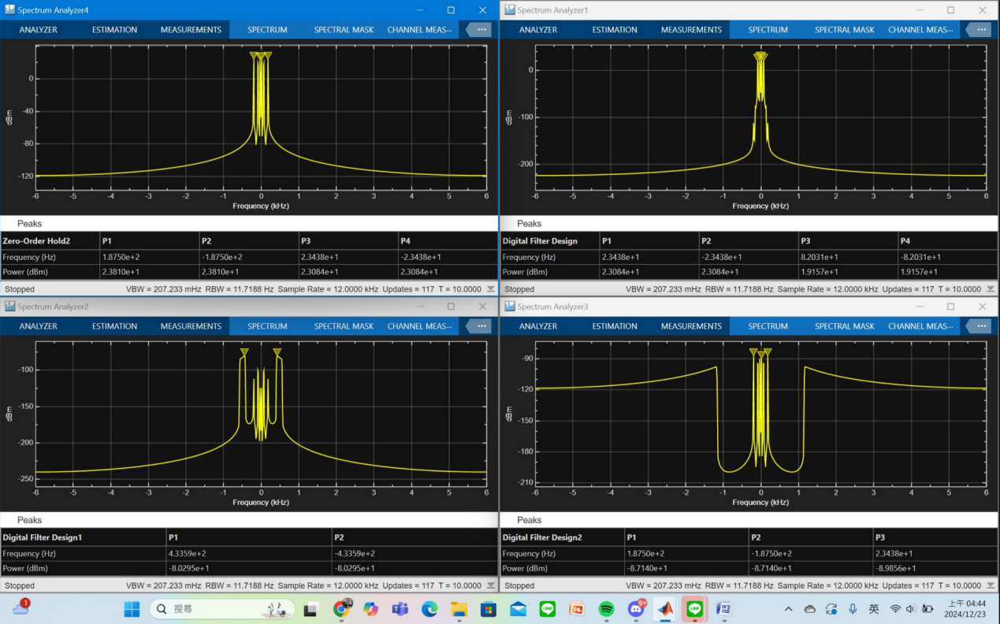 Spectrum Analyzer4
ANALYZER ESTIMATION MEASUREMENTS SPECTRUM SPECTRAL MASK CHANNEL MEAS...
dBm
0
-40
-80
-120
-6 -5 -4 -3 -2 -1 0 1 2 3 4 5 6
Frequency (kHz)
Peaks
Zero-Order Hold2 P1 P2 P3 P4
Frequency (Hz) 1.8750e+2 -1.8750e+2 2.3438e+1 -2.3438e+1
Power (dBm) 2.3810e+1 2.3810e+1 2.3084e+1 2.3084e+1
Stopped VBW = 207.233 mHz RBW = 11.7188 Hz Sample Rate = 12.0000 kHz Updates = 117 T = 10.0000
Spectrum Analyzer1
ANALYZER ESTIMATION MEASUREMENTS SPECTRUM SPECTRAL MASK CHANNEL MEAS...
dBm
0
-100
-200
-6 -5 -4 -3 -2 -1 0 1 2 3 4 5 6
Frequency (kHz)
Peaks
Digital Filter Design P1 P2 P3 P4
Frequency (Hz) 2.3438e+1 -2.3438e+1 8.2031e+1 -8.2031e+1
Power (dBm) 2.3084e+1 2.3084e+1 1.9157e+1 1.9157e+1
Stopped VBW = 207.233 mHz RBW = 11.7188 Hz Sample Rate = 12.0000 kHz Updates = 117 T = 10.0000
Spectrum Analyzer2
ANALYZER ESTIMATION MEASUREMENTS SPECTRUM SPECTRAL MASK CHANNEL MEAS...
dBm
-100
-150
-200
-250
-6 -5 -4 -3 -2 -1 0 1 2 3 4 5 6
Frequency (kHz)
Peaks
Digital Filter Design1 P1 P2
Frequency (Hz) 4.3359e+2 -4.3359e+2
Power (dBm) -8.0295e+1 -8.0295e+1
Stopped VBW = 207.233 mHz RBW = 11.7188 Hz Sample Rate = 12.0000 kHz Updates = 117 T = 10.0000
Spectrum Analyzer3
ANALYZER ESTIMATION MEASUREMENTS SPECTRUM SPECTRAL MASK CHANNEL MEAS...
dBm
-90
-120
-150
-180
-210
-6 -5 -4 -3 -2 -1 0 1 2 3 4 5 6
Frequency (kHz)
Peaks
Digital Filter Design2 P1 P2 P3
Frequency (Hz) 1.8750e+2 -1.8750e+2 2.3438e+1
Power (dBm) -8.7140e+1 -8.7140e+1 -8.9856e+1
Stopped VBW = 207.233 mHz RBW = 11.7188 Hz Sample Rate = 12.0000 kHz Updates = 117 T = 10.0000
1
搜尋
9+
英
上午 04:44
2024/12/23